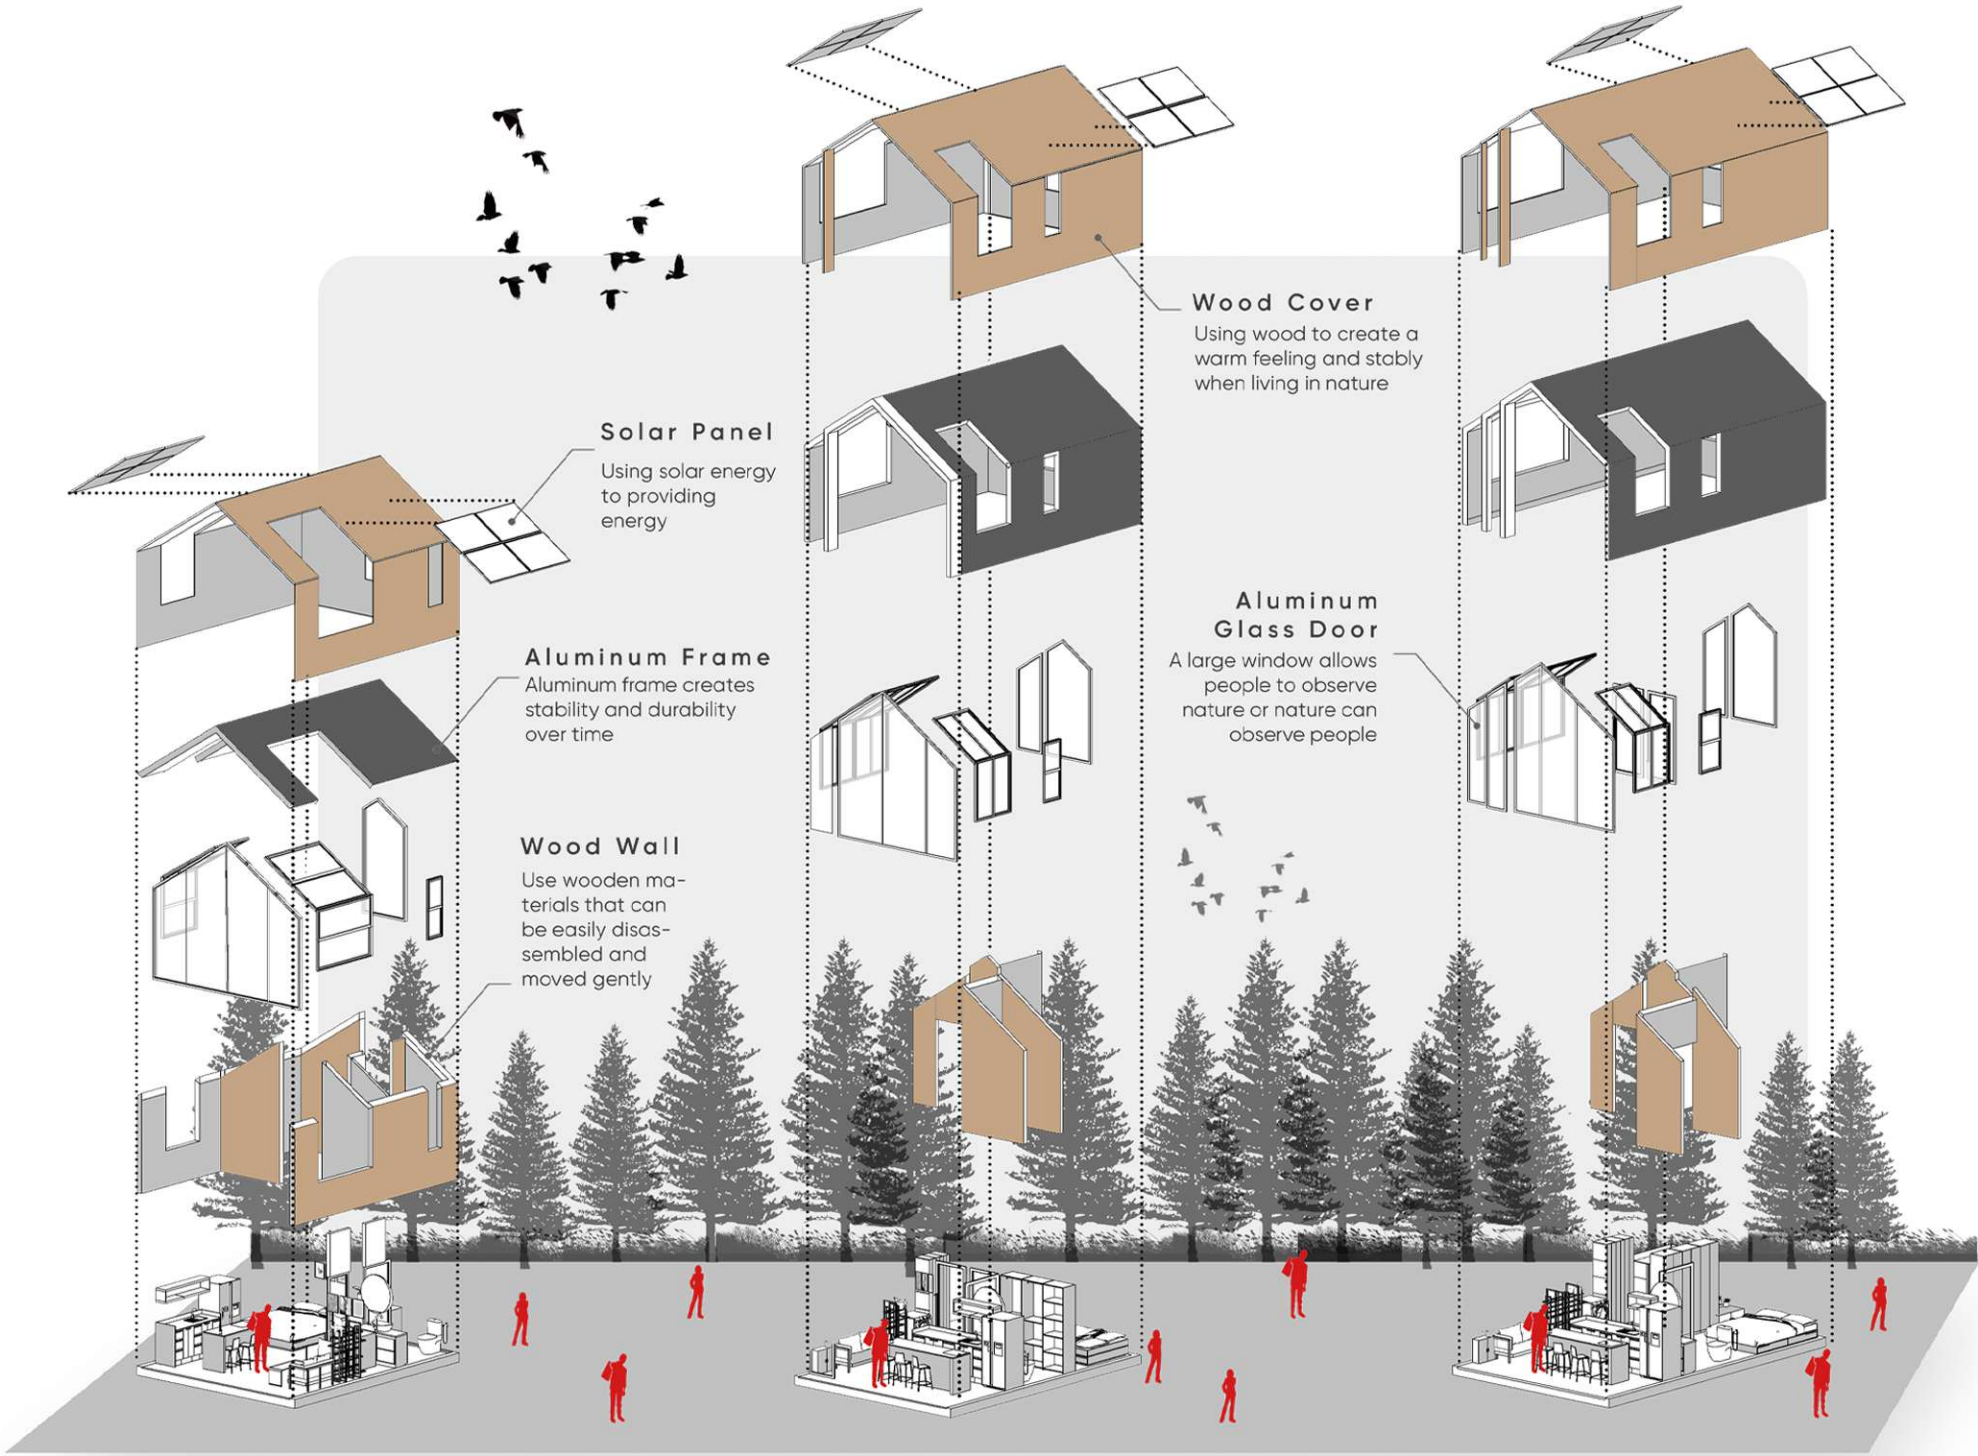 Wood Cover
Using wood to create a
warm feeling and stably
when living in nature
Solar Panel
Using solar energy
to providing
energy
Aluminum Frame
Aluminum frame creates
stability and durability
over time
Aluminum
Glass Door
A large window allows
people to observe
nature or nature can
observe people
Wood Wall
Use wooden ma-
terials that can
be easily disas-
sembled and
moved gently